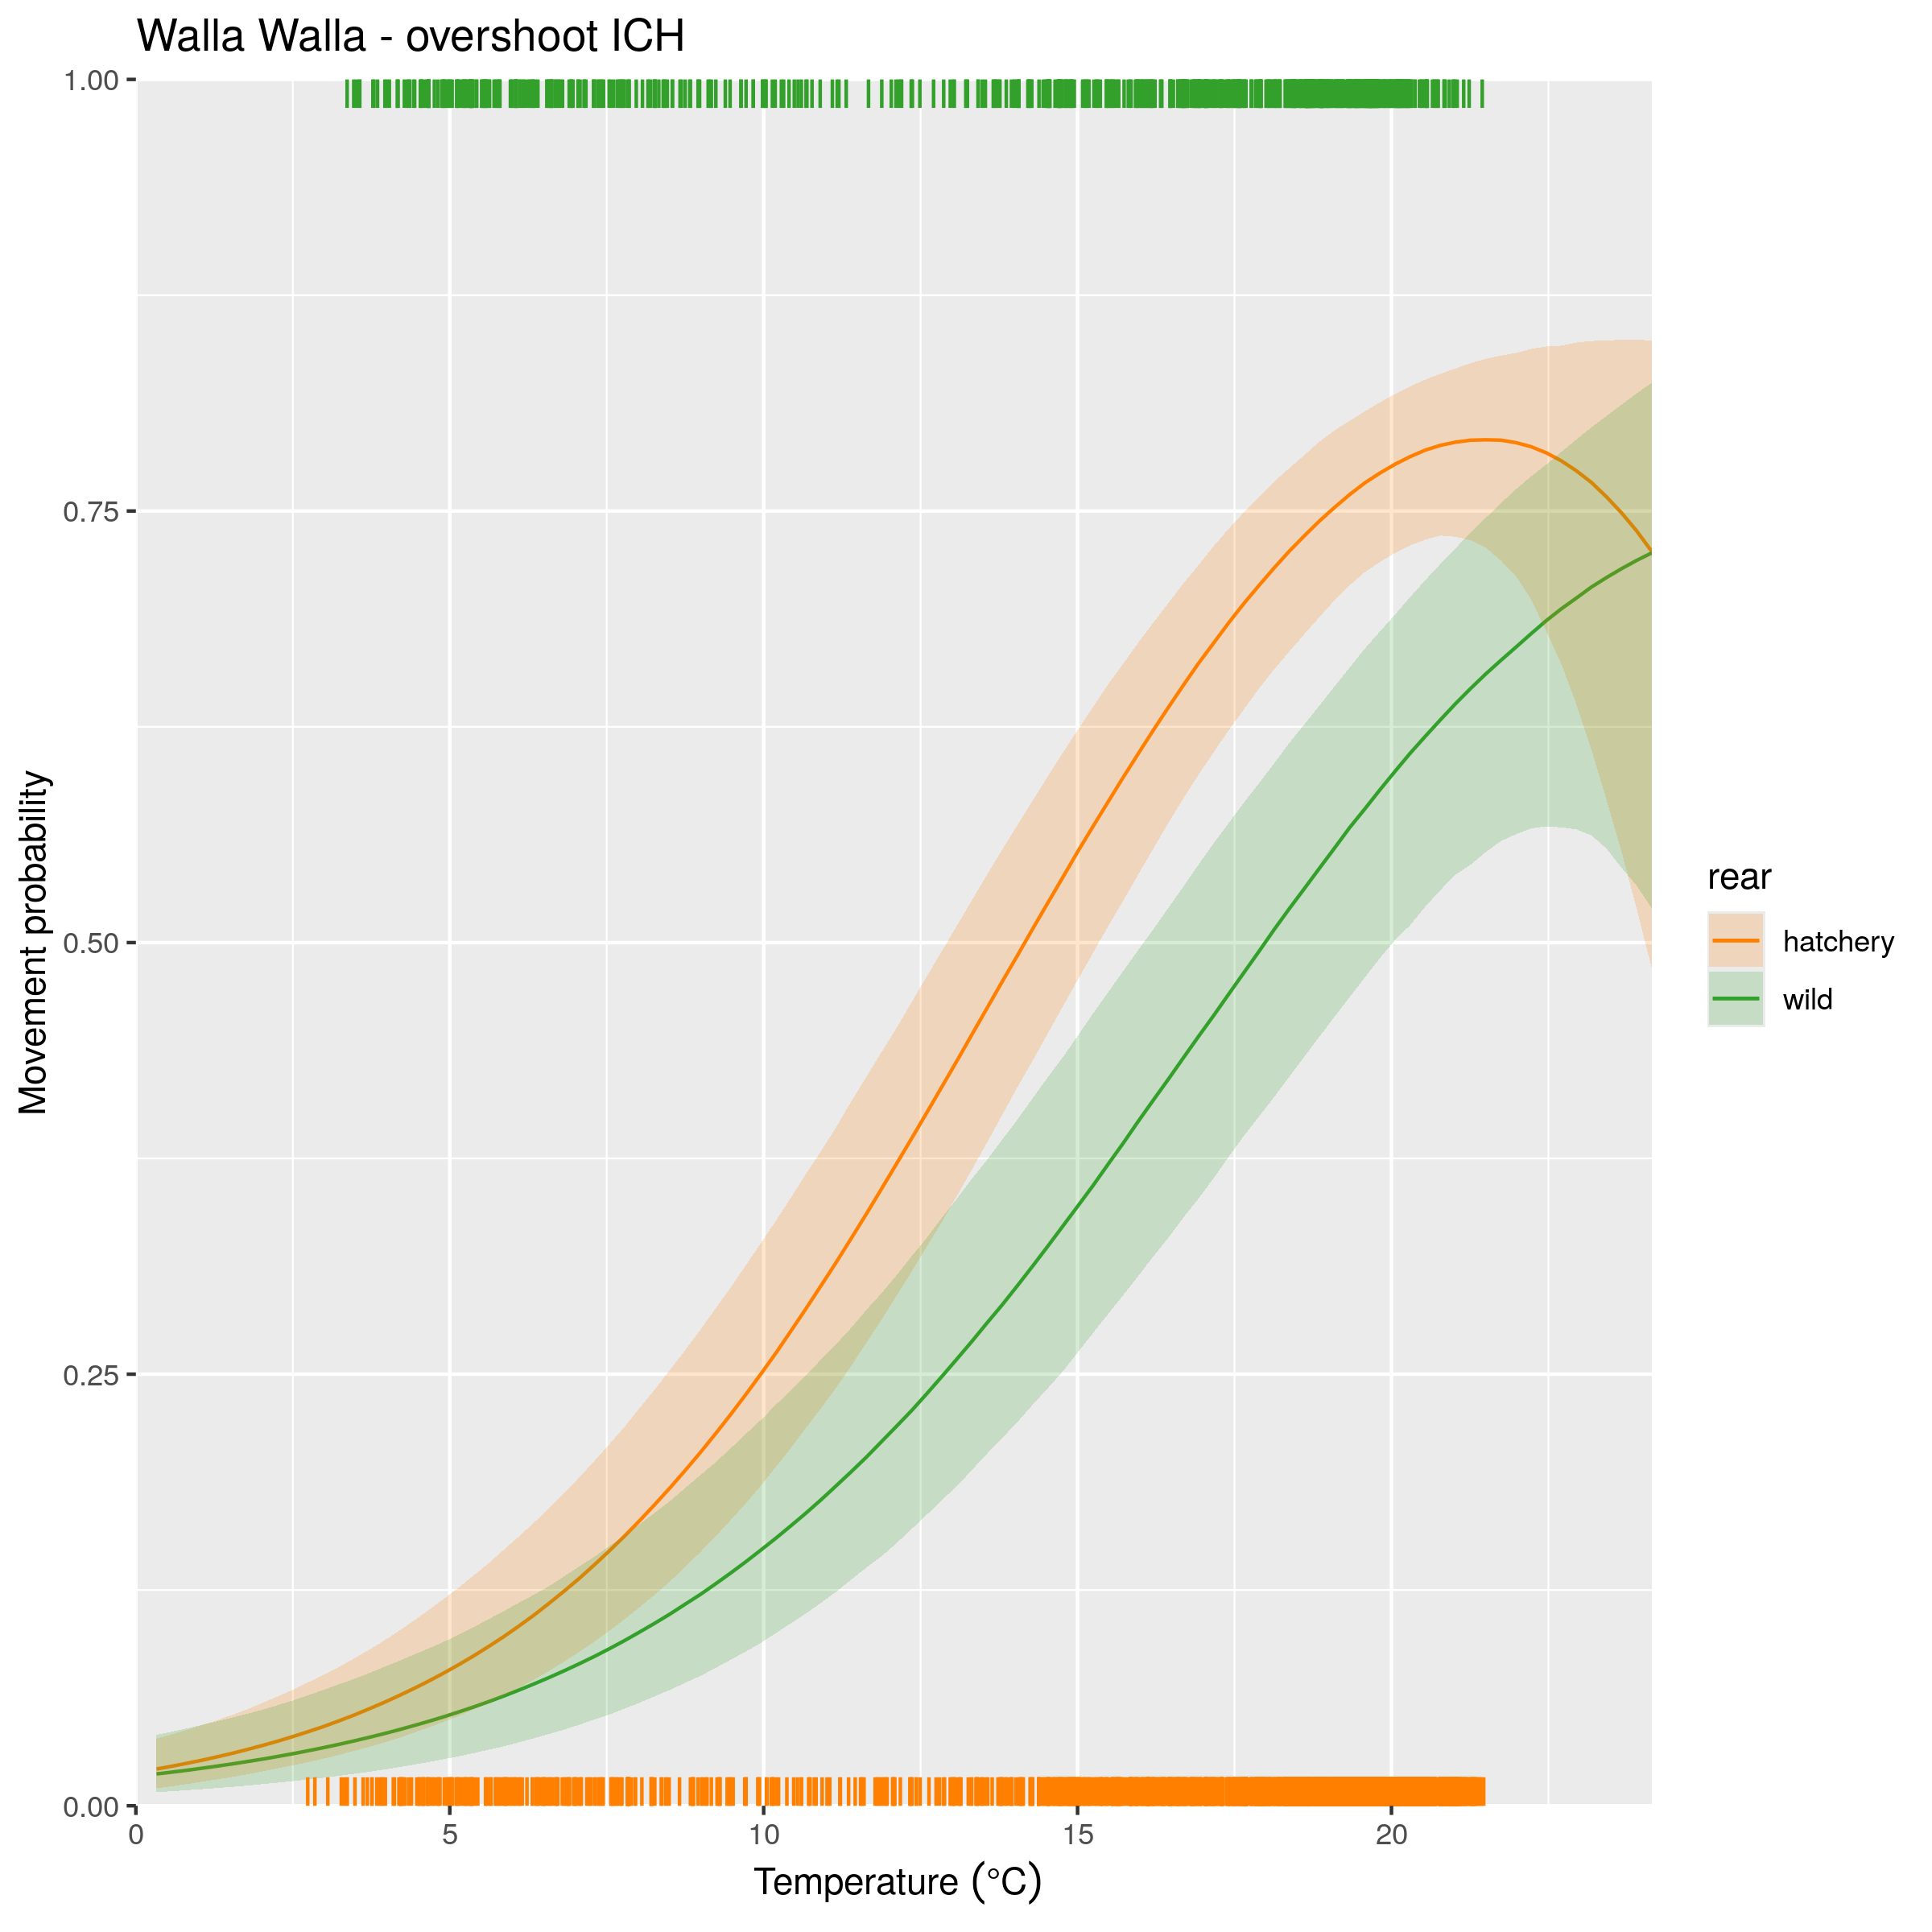 Walla Walla - overshoot ICH
1.00
0.75
0.50
0.25
0.00
Movement probability
0
5
10
15
20
Temperature (°C)
rear
hatchery
wild